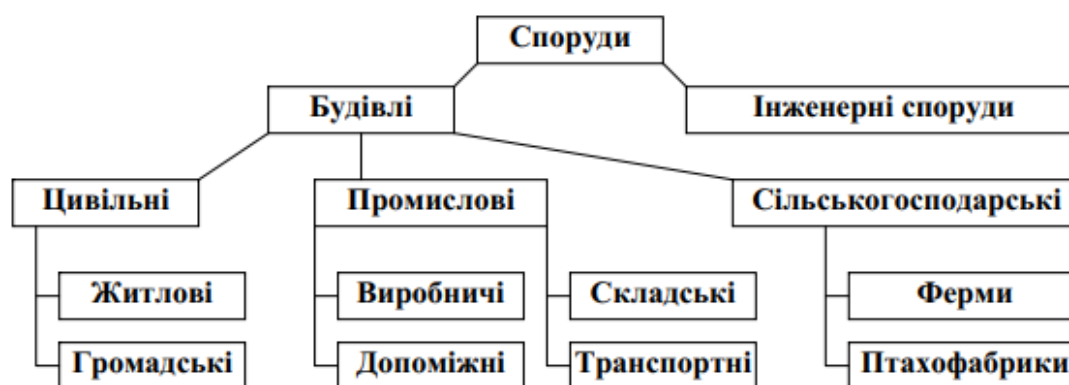 Споруди
Будівлі
Інженерні споруди
Цивільні
Промислові
Сільськогосподарські
Житлові
Виробничі
Складські
Ферми
Громадські
Допоміжні
Транспортні
Птахофабрики